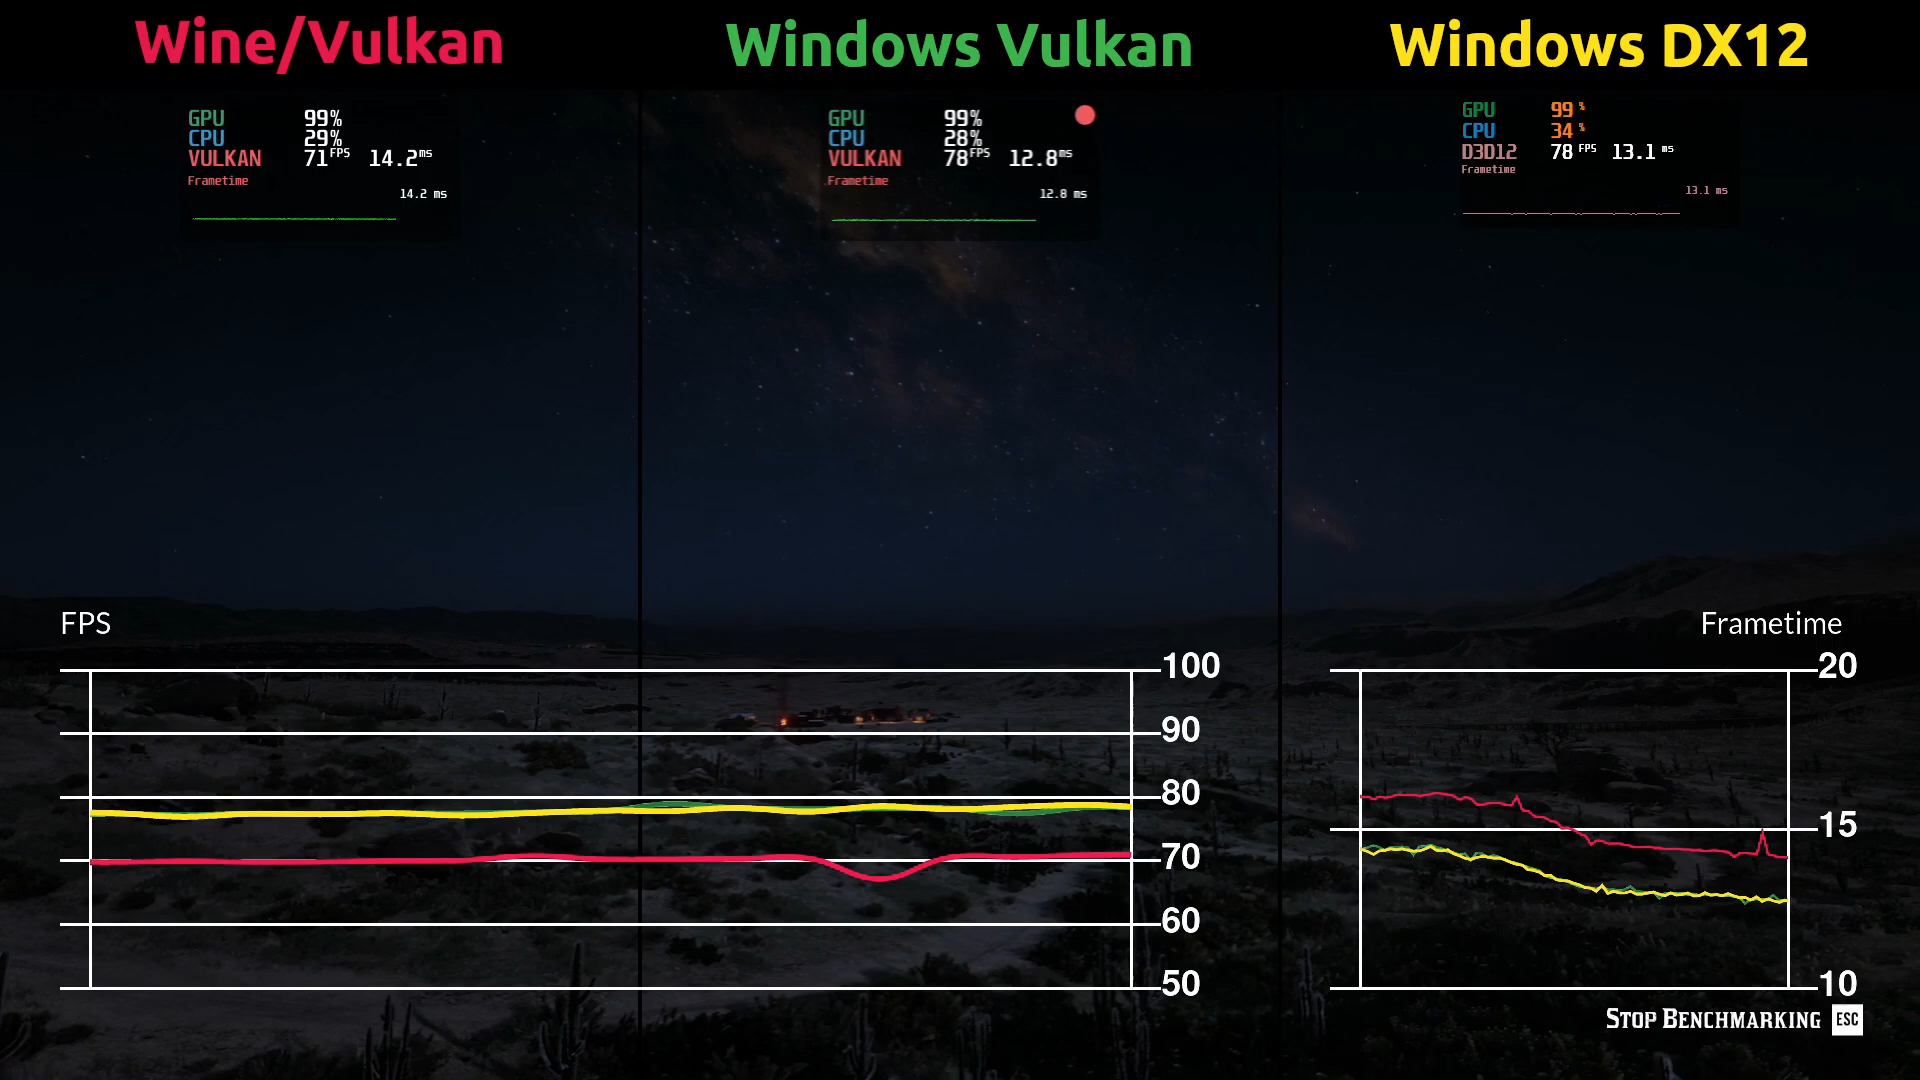 Wine/Vulkan
Windows Vulkan
Windows DX12
GPU 99%
CPU 29%
VULKAN 71 FPS 14.2 ms
Frametime
14.2 ms
GPU 99%
CPU 28%
VULKAN 78 FPS 12.8 ms
Frametime
12.8 ms
GPU 99 %
CPU 34 %
D3D12 78 FPS 13.1 ms
Frametime
13.1 ms
FPS
100
90
80
70
60
50
Frametime
20
15
10
STOP BENCHMARKING ESC